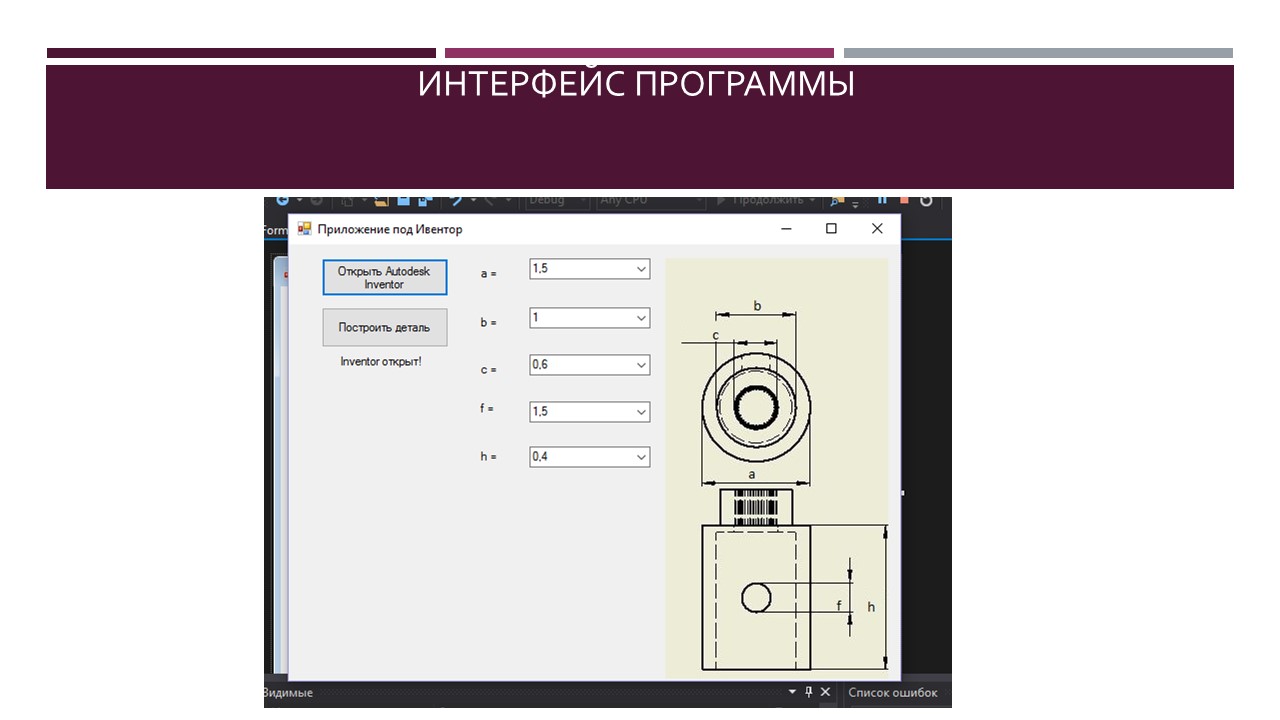 ИНТЕРФЕЙС ПРОГРАММЫ
Debug Any CPU Продолжить
Form
Приложение под Ивентор
Открыть Autodesk
Inventor
Построить деталь
Inventor открыт!
a = 1,5
b = 1
c = 0,6
f = 1,5
h = 0,4
b
c
a
f
h
Видимые
Список ошибок